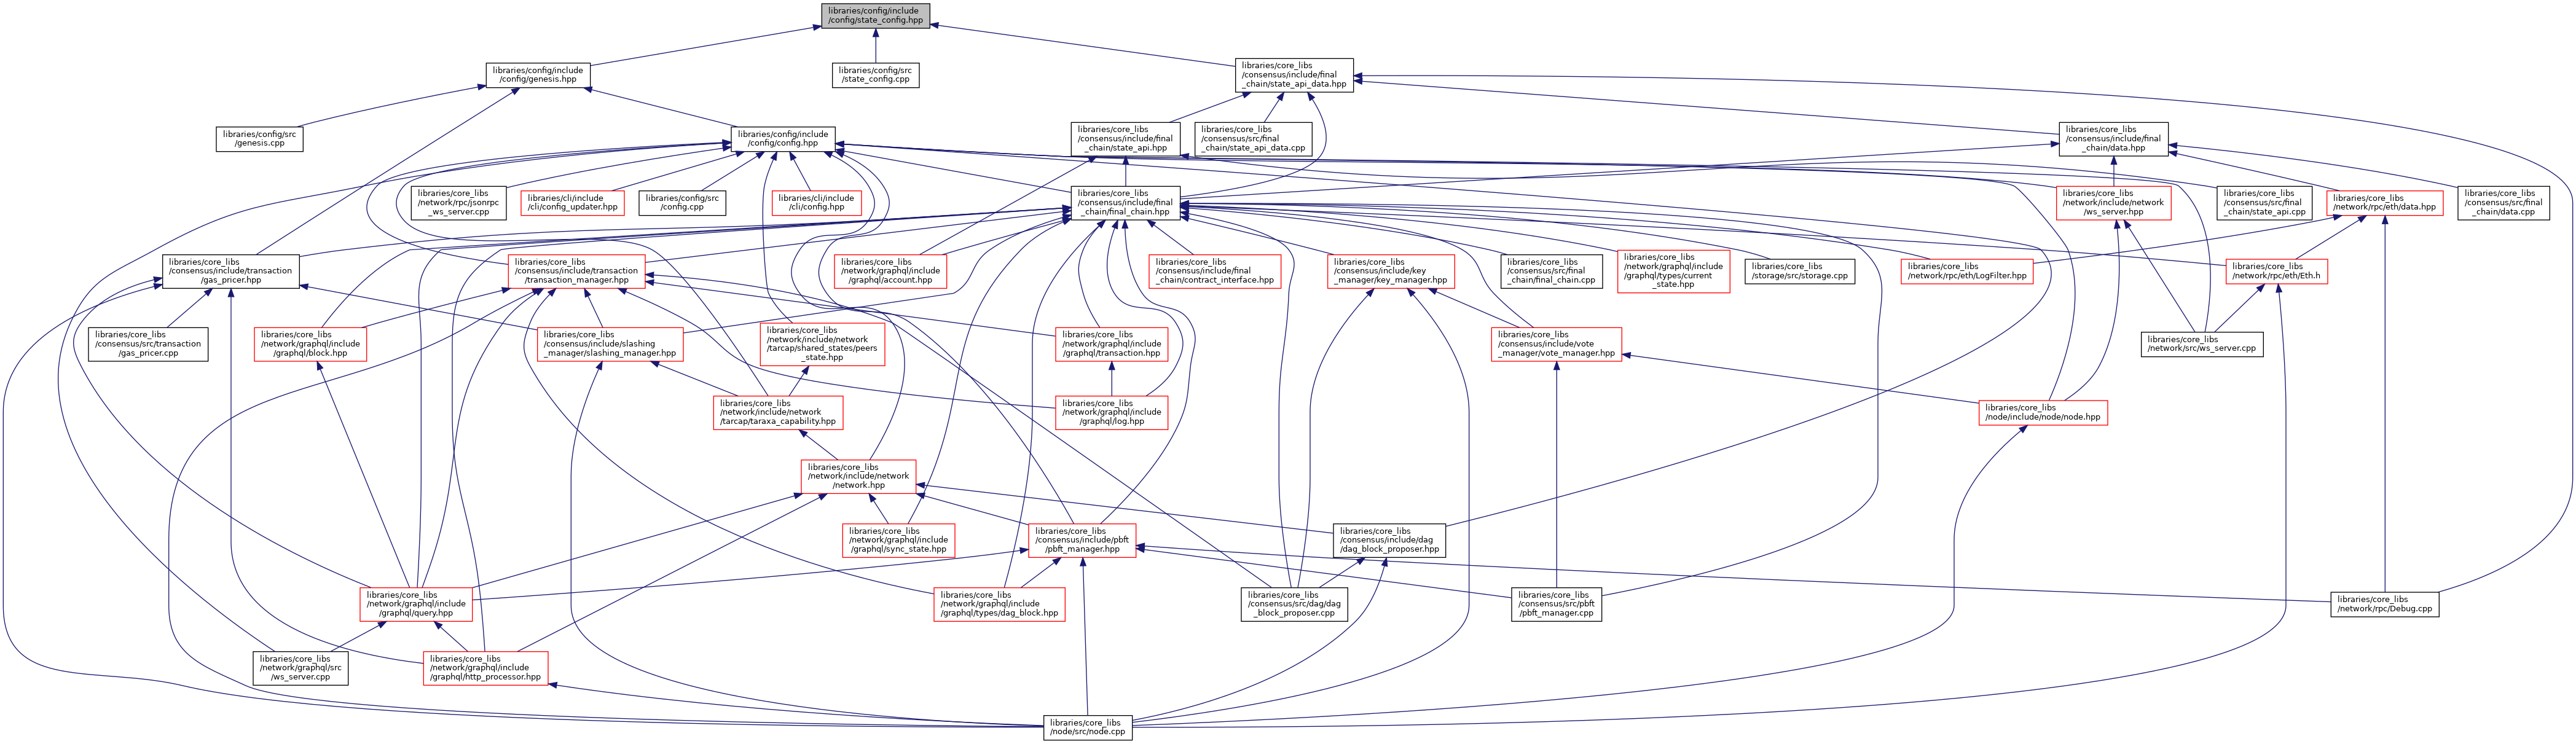 libraries/config/include
/config/state_config.hpp
libraries/config/include
/config/genesis.hpp
libraries/config/src
/state_config.cpp
libraries/core_libs
/consensus/include/final
_chain/state_api_data.hpp
libraries/config/src
/genesis.cpp
libraries/config/include
/config/config.hpp
libraries/core_libs
/consensus/include/final
_chain/state_api.hpp
libraries/core_libs
/consensus/src/final
_chain/state_api_data.cpp
libraries/core_libs
/consensus/include/final
_chain/data.hpp
libraries/core_libs
/network/rpc/jsonrpc
_ws_server.cpp
libraries/cli/include
/cli/config_updater.hpp
libraries/config/src
/config.cpp
libraries/cli/include
/cli/config.hpp
libraries/core_libs
/consensus/include/final
_chain/final_chain.hpp
libraries/core_libs
/network/include/network
/ws_server.hpp
libraries/core_libs
/consensus/src/final
_chain/state_api.cpp
libraries/core_libs
/network/rpc/eth/data.hpp
libraries/core_libs
/consensus/src/final
_chain/data.cpp
libraries/core_libs
/consensus/include/transaction
/gas_pricer.hpp
libraries/core_libs
/consensus/include/transaction
/transaction_manager.hpp
libraries/core_libs
/network/graphql/include
/graphql/account.hpp
libraries/core_libs
/consensus/include/final
_chain/contract_interface.hpp
libraries/core_libs
/consensus/include/key
_manager/key_manager.hpp
libraries/core_libs
/consensus/src/final
_chain/final_chain.cpp
libraries/core_libs
/network/graphql/include
/graphql/types/current
_state.hpp
libraries/core_libs
/storage/src/storage.cpp
libraries/core_libs
/network/rpc/eth/LogFilter.hpp
libraries/core_libs
/network/rpc/eth/Eth.h
libraries/core_libs
/consensus/src/transaction
/gas_pricer.cpp
libraries/core_libs
/network/graphql/include
/graphql/block.hpp
libraries/core_libs
/consensus/include/slashing
_manager/slashing_manager.hpp
libraries/core_libs
/network/include/network
/tarcap/shared_states/peers
_state.hpp
libraries/core_libs
/network/graphql/include
/graphql/transaction.hpp
libraries/core_libs
/consensus/include/vote
_manager/vote_manager.hpp
libraries/core_libs
/network/src/ws_server.cpp
libraries/core_libs
/network/include/network
/tarcap/taraxa_capability.hpp
libraries/core_libs
/network/graphql/include
/graphql/log.hpp
libraries/core_libs
/node/include/node/node.hpp
libraries/core_libs
/network/include/network
/network.hpp
libraries/core_libs
/network/graphql/include
/graphql/sync_state.hpp
libraries/core_libs
/consensus/include/pbft
/pbft_manager.hpp
libraries/core_libs
/consensus/include/dag
/dag_block_proposer.hpp
libraries/core_libs
/network/graphql/include
/graphql/query.hpp
libraries/core_libs
/network/graphql/include
/graphql/types/dag_block.hpp
libraries/core_libs
/consensus/src/dag/dag
_block_proposer.cpp
libraries/core_libs
/consensus/src/pbft
/pbft_manager.cpp
libraries/core_libs
/network/rpc/Debug.cpp
libraries/core_libs
/network/graphql/src
/ws_server.cpp
libraries/core_libs
/network/graphql/include
/graphql/http_processor.hpp
libraries/core_libs
/node/src/node.cpp